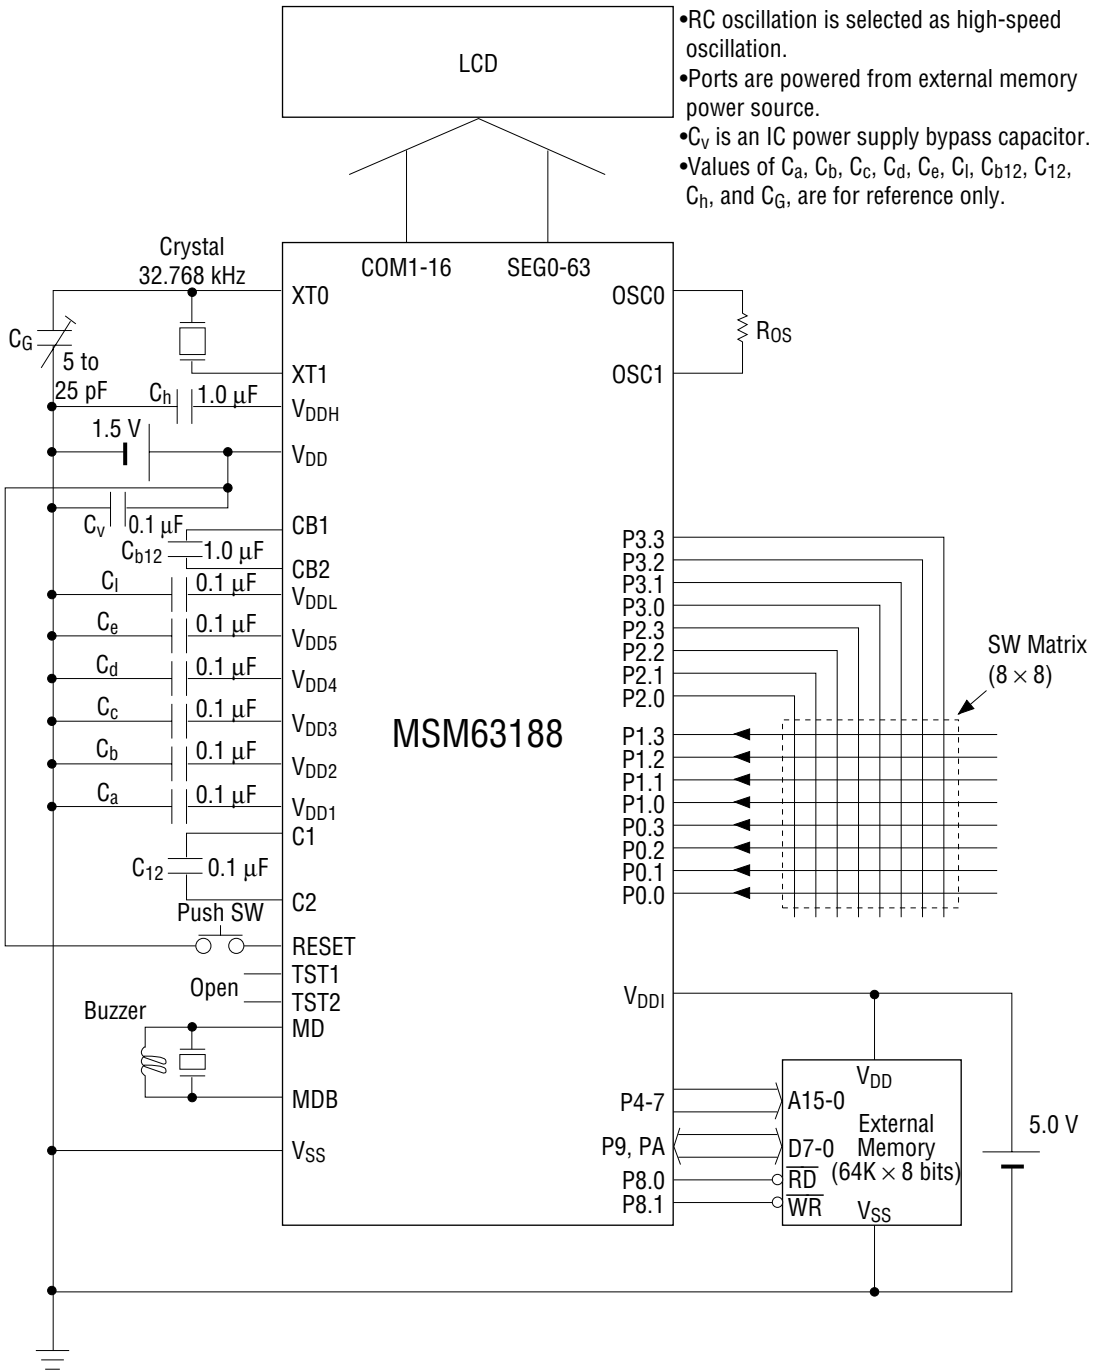 LCD
•RC oscillation is selected as high-speed
oscillation.
•Ports are powered from external memory
power source.
•Cv is an IC power supply bypass capacitor.
•Values of Ca, Cb, Cc, Cd, Ce, Cl, Cb12, C12,
Ch, and CG, are for reference only.
COM1-16
SEG0-63
Crystal
32.768 kHz
XT0
CG
5 to
25 pF
XT1
Ch
1.0 µF
VDDH
1.5 V
VDD
Cv
0.1 µF
CB1
Cb12
1.0 µF
CB2
Cl
0.1 µF
VDDL
Ce
0.1 µF
VDD5
Cd
0.1 µF
VDD4
Cc
0.1 µF
VDD3
Cb
0.1 µF
VDD2
Ca
0.1 µF
VDD1
C1
C12
0.1 µF
C2
Push SW
RESET
TST1
Open
TST2
Buzzer
MD
MDB
VSS
MSM63188
OSC0
ROS
OSC1
P3.3
P3.2
P3.1
P3.0
P2.3
P2.2
P2.1
P2.0
SW Matrix
(8 × 8)
P1.3
P1.2
P1.1
P1.0
P0.3
P0.2
P0.1
P0.0
VDDI
VDD
P4-7
A15-0
External
Memory
(64K × 8 bits)
P9, PA
D7-0
P8.0
RD
P8.1
WR
VSS
5.0 V